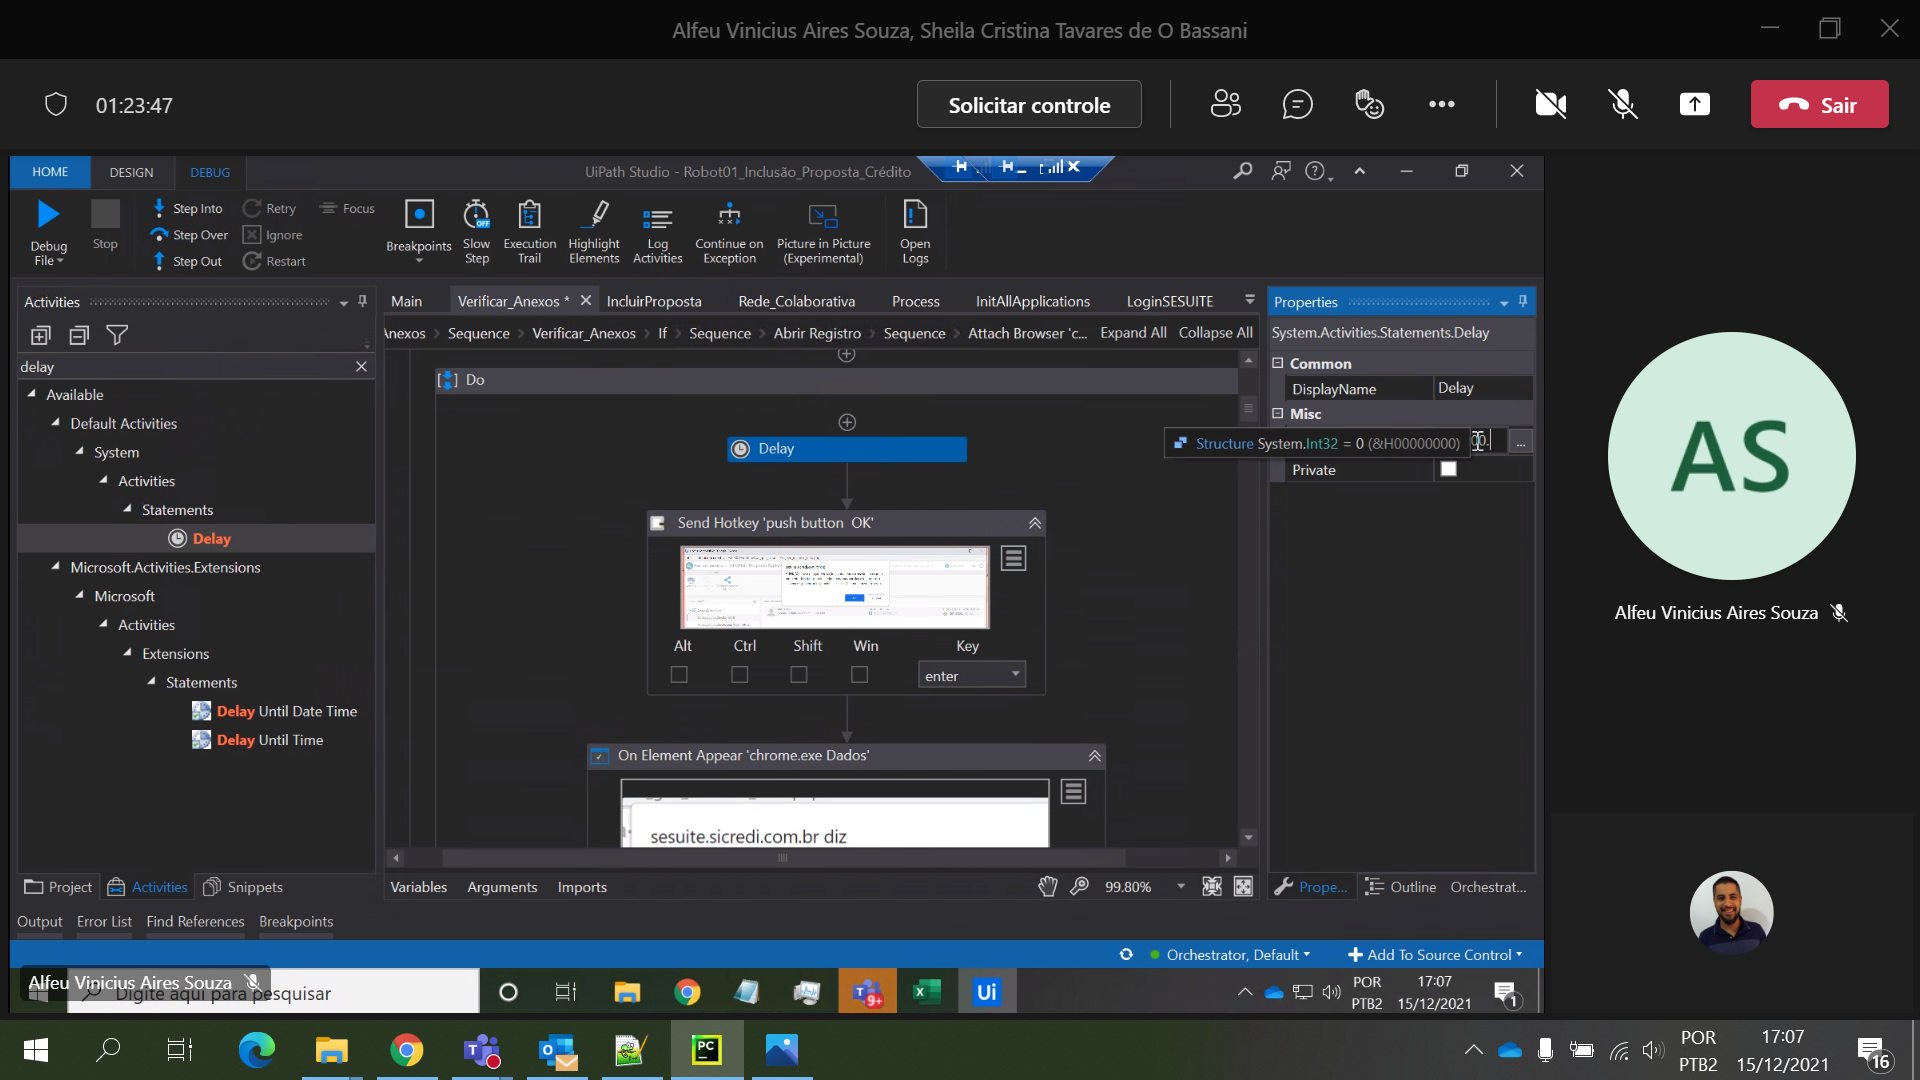 Alfeu Vinicius Aires Souza, Sheila Cristina Tavares de O Bassani
01:23:47
Solicitar controle
Sair
HOME
DESIGN
DEBUG
UiPath Studio - Robot01_Inclusão_Proposta_Crédito
Debug File
Stop
Step Into
Step Over
Step Out
Retry
Ignore
Restart
Focus
Breakpoints
Slow Step
OFF
Execution Trail
Highlight Elements
Log Activities
Continue on Exception
Picture in Picture (Experimental)
Open Logs
Activities
Main
Verificar_Anexos *
IncluirProposta
Rede_Colaborativa
Process
InitAllApplications
LoginSESUITE
Properties
Anexos
Sequence
Verificar_Anexos
If
Sequence
Abrir Registro
Sequence
Attach Browser 'c...
Expand All
Collapse All
System.Activities.Statements.Delay
delay
Available
Default Activities
System
Activities
Statements
Delay
Microsoft.Activities.Extensions
Microsoft
Activities
Extensions
Statements
Delay Until Date Time
Delay Until Time
Do
Delay
Send Hotkey 'push button  OK'
Alt
Ctrl
Shift
Win
Key
enter
On Element Appear 'chrome.exe Dados'
sesuite.sicredi.com.br diz
Common
DisplayName
Delay
Misc
Structure System.Int32 = 0 (&H00000000)
00.
...
Private
AS
Alfeu Vinicius Aires Souza
Project
Activities
Snippets
Variables
Arguments
Imports
99.80%
Prope...
Outline
Orchestrat...
Output
Error List
Find References
Breakpoints
Orchestrator, Default
Add To Source Control
Alfeu Vinicius Aires Souza
Digite aqui para pesquisar
9+
Ui
POR
PTB2
17:07
15/12/2021
1
PC
POR
PTB2
17:07
15/12/2021
16